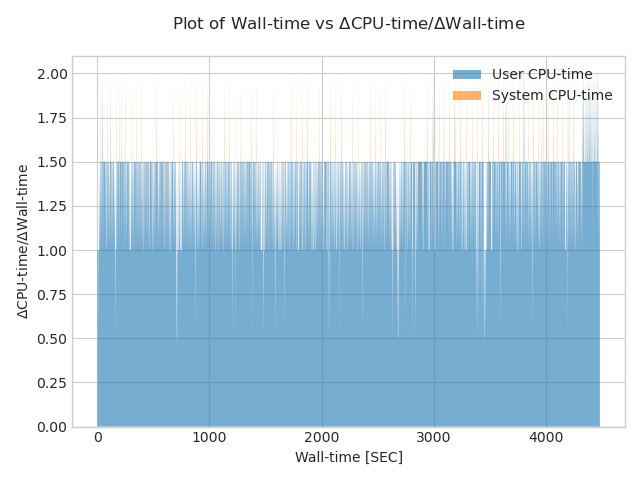 Plot of Wall-time vs ΔCPU-time/ΔWall-time
User CPU-time
System CPU-time
ΔCPU-time/ΔWall-time
2.00
1.75
1.50
1.25
1.00
0.75
0.50
0.25
0.00
0 1000 2000 3000 4000
Wall-time [SEC]